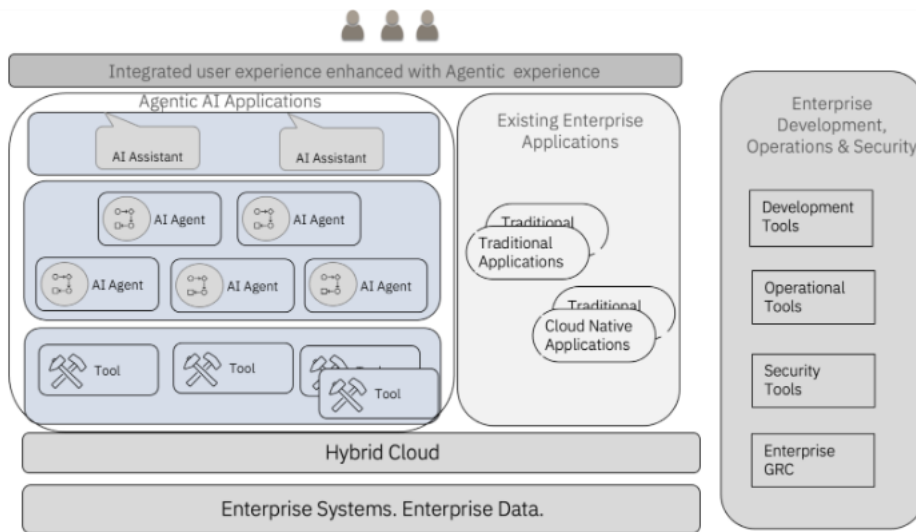 Integrated user experience enhanced with Agentic experience
Agentic AI Applications
AI Assistant
AI Assistant
AI Agent
AI Agent
AI Agent
AI Agent
AI Agent
Tool
Tool
Tool
Existing Enterprise
Applications
Traditional
Traditional
Applications
Traditional
Cloud Native
Applications
Hybrid Cloud
Enterprise Systems. Enterprise Data.
Enterprise
Development,
Operations & Security
Development
Tools
Operational
Tools
Security
Tools
Enterprise
GRC